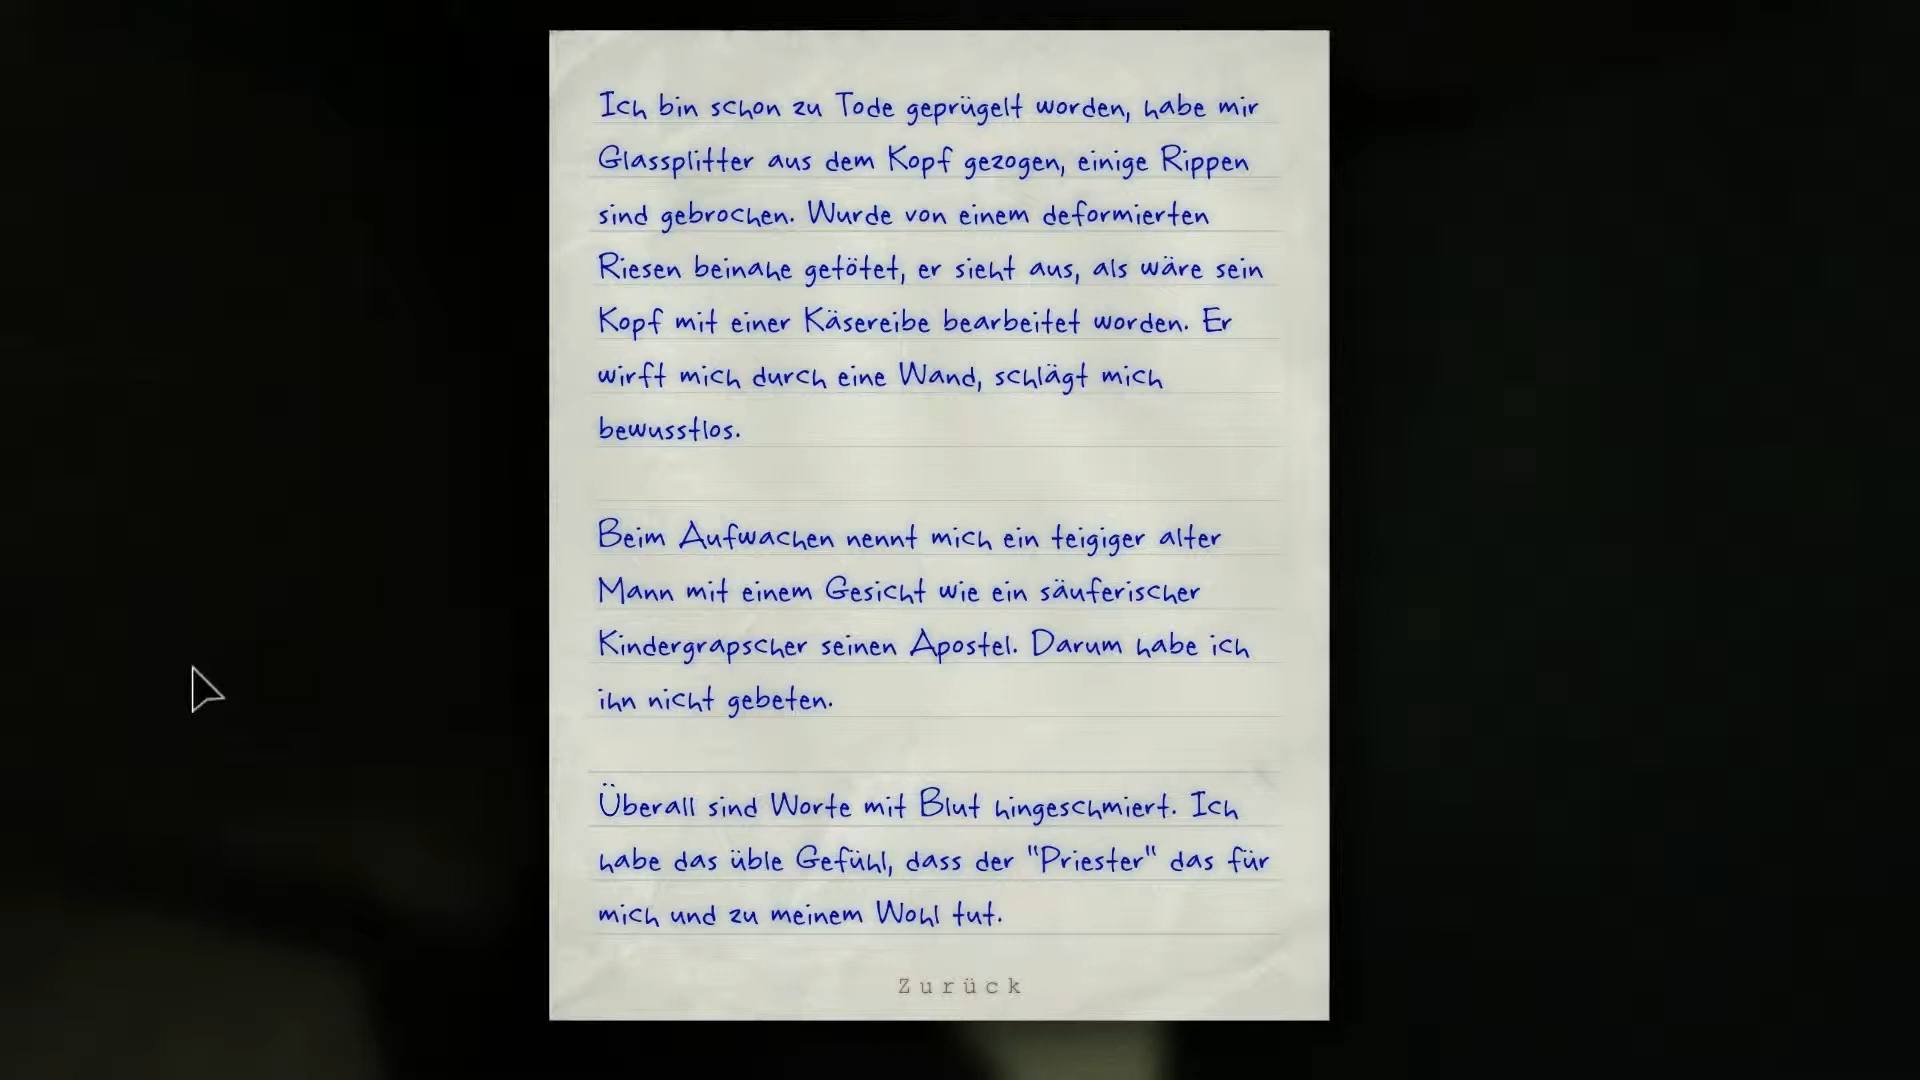 Ich bin schon zu Tode geprügelt worden, habe mir
Glassplitter aus dem Kopf gezogen, einige Rippen
sind gebrochen. Wurde von einem deformierten
Riesen beinahe getötet, er sieht aus, als wäre sein
Kopf mit einer Käsereibe bearbeitet worden. Er
wirft mich durch eine Wand, schlägt mich
bewusstlos.
Beim Aufwachen nennt mich ein teigiger alter
Mann mit einem Gesicht wie ein säuferischer
Kindergrapscher seinen Apostel. Darum habe ich
ihn nicht gebeten.
Überall sind Worte mit Blut hingeschmiert. Ich
habe das üble Gefühl, dass der "Priester" das für
mich und zu meinem Wohl tut.
Zurück